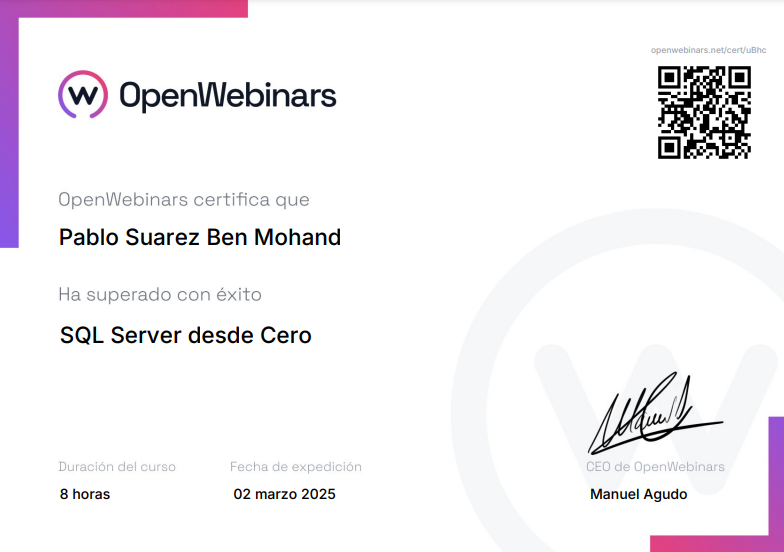 openwebinars.net/cert/uBhc
OpenWebinars
OpenWebinars certifica que
Pablo Suarez Ben Mohand
Ha superado con éxito
SQL Server desde Cero
Duración del curso
Fecha de expedición
CEO de OpenWebinars
8 horas
02 marzo 2025
Manuel Agudo